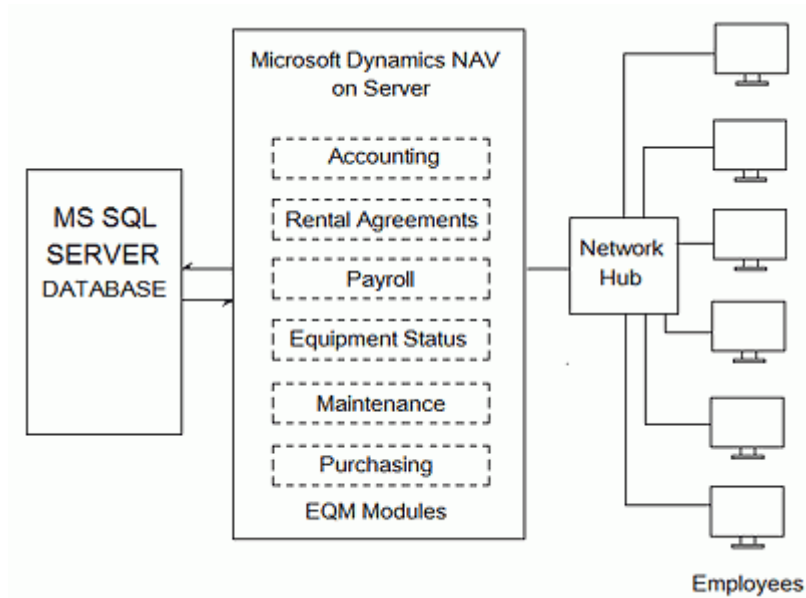 MS SQL
SERVER
DATABASE
Microsoft Dynamics NAV
on Server
Accounting
Rental Agreements
Payroll
Equipment Status
Maintenance
Purchasing
EQM Modules
Network
Hub
Employees